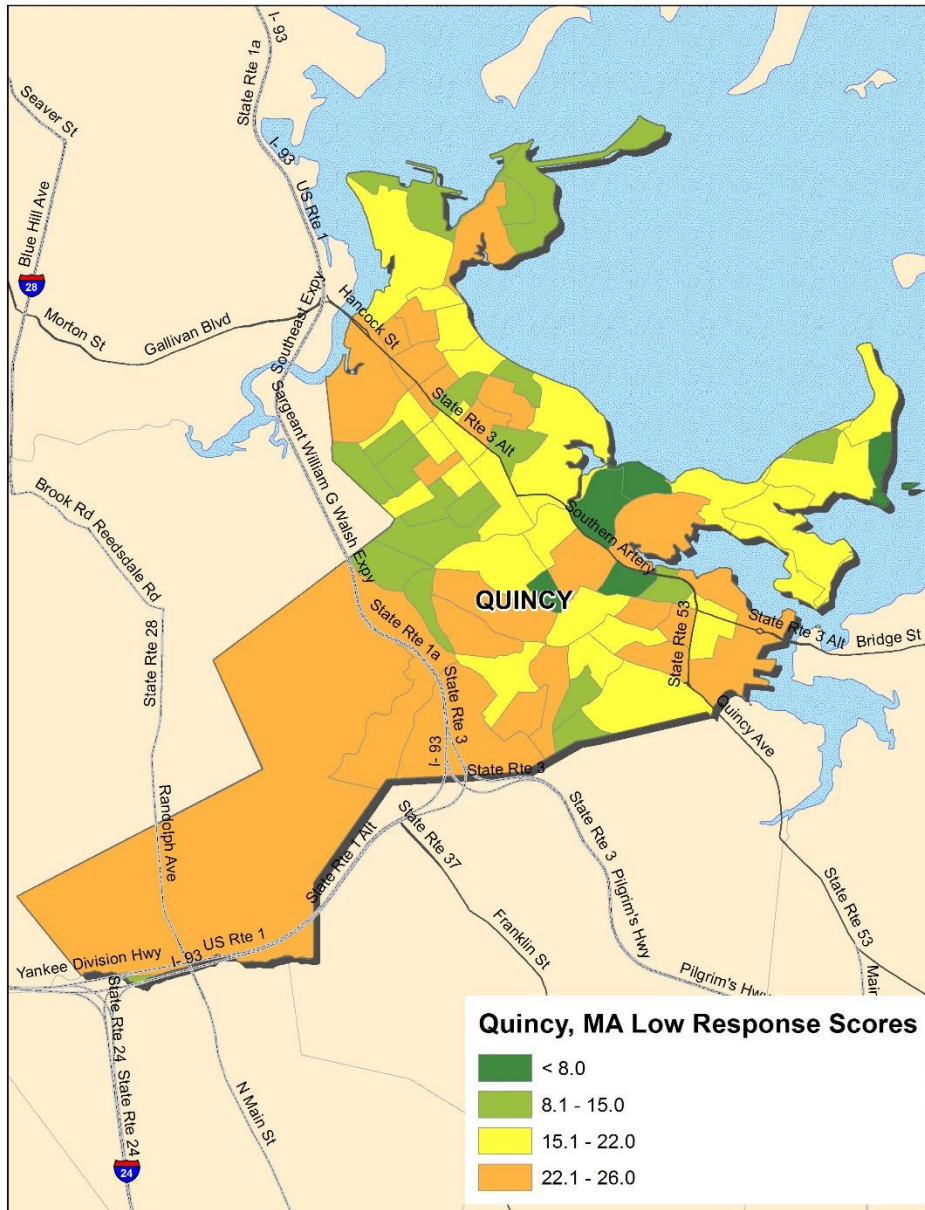 I- 93
State Rte 1a
Seaver St
I- 93
US Rte 1
Blue Hill Ave
28
Southeast Expy
Hancock St
Morton St
Gallivan Blvd
Sargeant William G Walsh Expy
State Rte 3 Alt
Brook Rd Reedsdale Rd
Southern Artery
QUINCY
State Rte 28
State Rte 1a
State Rte 53
State Rte 3 Alt
Bridge St
State Rte 3
I- 93
Quincy Ave
State Rte 3
Randolph Ave
State Rte 1 Alt
State Rte 37
State Rte 3
Pilgrim's Hwy
State Rte 53
Franklin St
US Rte 1
I- 93
Yankee Division Hwy
Pilgrim's Hwy
Main
State Rte 24
State Rte 24
N Main St
24
Quincy, MA Low Response Scores
< 8.0
8.1 - 15.0
15.1 - 22.0
22.1 - 26.0